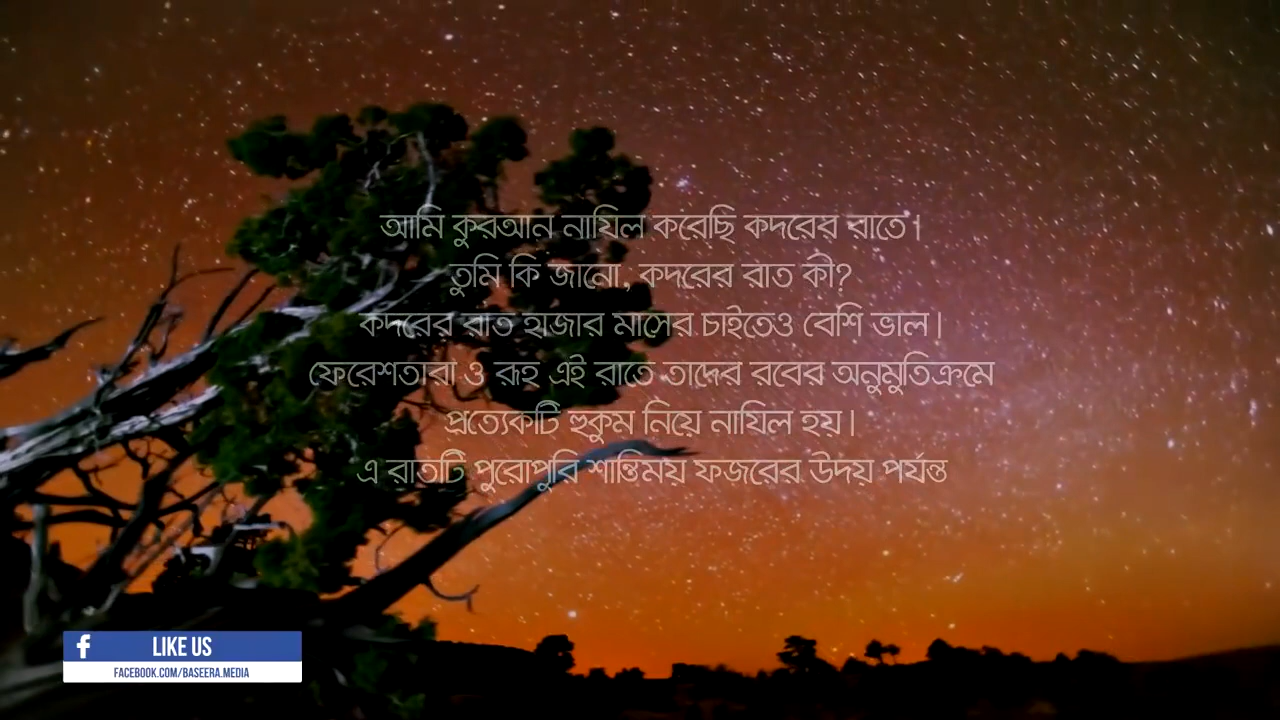 আমি কুরআন নাযিল করেছি কদরের রাতে।
তুমি কি জানো, কদরের রাত কী?
কদরের রাত হাজার মাসের চাইতেও বেশি ভাল।
ফেরেশতারা ও রূহ এই রাতে তাদের রবের অনুমুতিক্রমে
প্রত্যেকটি হুকুম নিয়ে নাযিল হয়।
এ রাতটি পুরোপুরি শান্তিময় ফজরের উদয় পর্যন্ত
LIKE US
FACEBOOK.COM/BASEERA.MEDIA